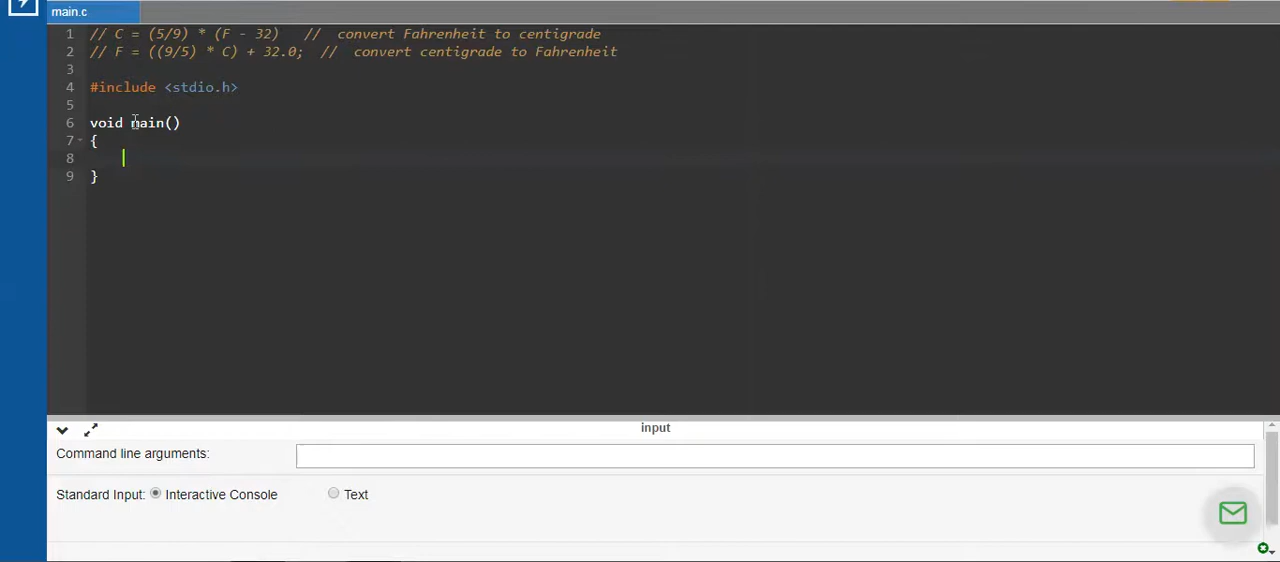 main.c
1 // C = (5/9) * (F - 32)   //  convert Fahrenheit to centigrade
2 // F = ((9/5) * C) + 32.0;  //  convert centigrade to Fahrenheit
3
4 #include <stdio.h>
5
6 void main()
7 {
8
9 }
input
Command line arguments:
Standard Input: Interactive Console Text